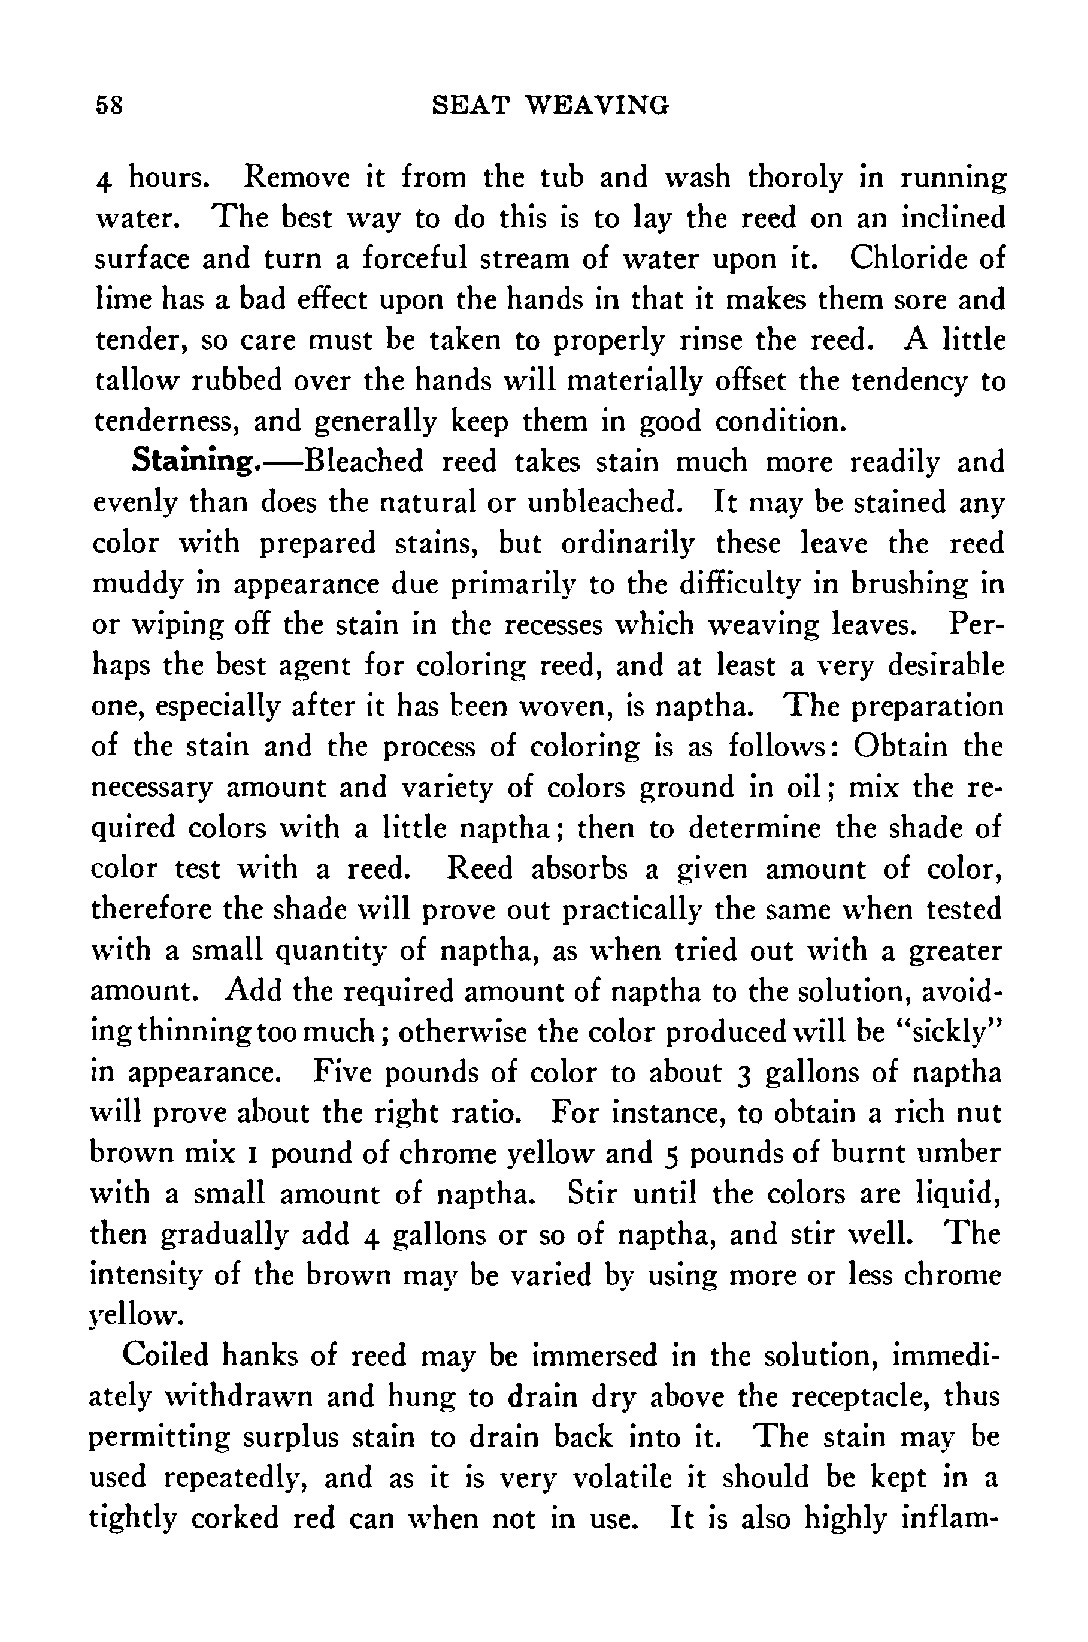 58 SEAT WEAVING
4 hours. Remove it from the tub and wash thoroly in running
water. The best way to do this is to lay the reed on an inclined
surface and turn a forceful stream of water upon it. Chloride of
lime has a bad effect upon the hands in that it makes them sore and
tender, so care must be taken to properly rinse the reed. A little
tallow rubbed over the hands will materially offset the tendency to
tenderness, and generally keep them in good condition.
Staining.—Bleached reed takes stain much more readily and
evenly than does the natural or unbleached. It may be stained any
color with prepared stains, but ordinarily these leave the reed
muddy in appearance due primarily to the difficulty in brushing in
or wiping off the stain in the recesses which weaving leaves. Per-
haps the best agent for coloring reed, and at least a very desirable
one, especially after it has been woven, is naptha. The preparation
of the stain and the process of coloring is as follows: Obtain the
necessary amount and variety of colors ground in oil; mix the re-
quired colors with a little naptha; then to determine the shade of
color test with a reed. Reed absorbs a given amount of color,
therefore the shade will prove out practically the same when tested
with a small quantity of naptha, as when tried out with a greater
amount. Add the required amount of naptha to the solution, avoid-
ing thinning too much; otherwise the color produced will be "sickly"
in appearance. Five pounds of color to about 3 gallons of naptha
will prove about the right ratio. For instance, to obtain a rich nut
brown mix 1 pound of chrome yellow and 5 pounds of burnt umber
with a small amount of naptha. Stir until the colors are liquid,
then gradually add 4 gallons or so of naptha, and stir well. The
intensity of the brown may be varied by using more or less chrome
yellow.
Coiled hanks of reed may be immersed in the solution, immedi-
ately withdrawn and hung to drain dry above the receptacle, thus
permitting surplus stain to drain back into it. The stain may be
used repeatedly, and as it is very volatile it should be kept in a
tightly corked red can when not in use. It is also highly inflam-